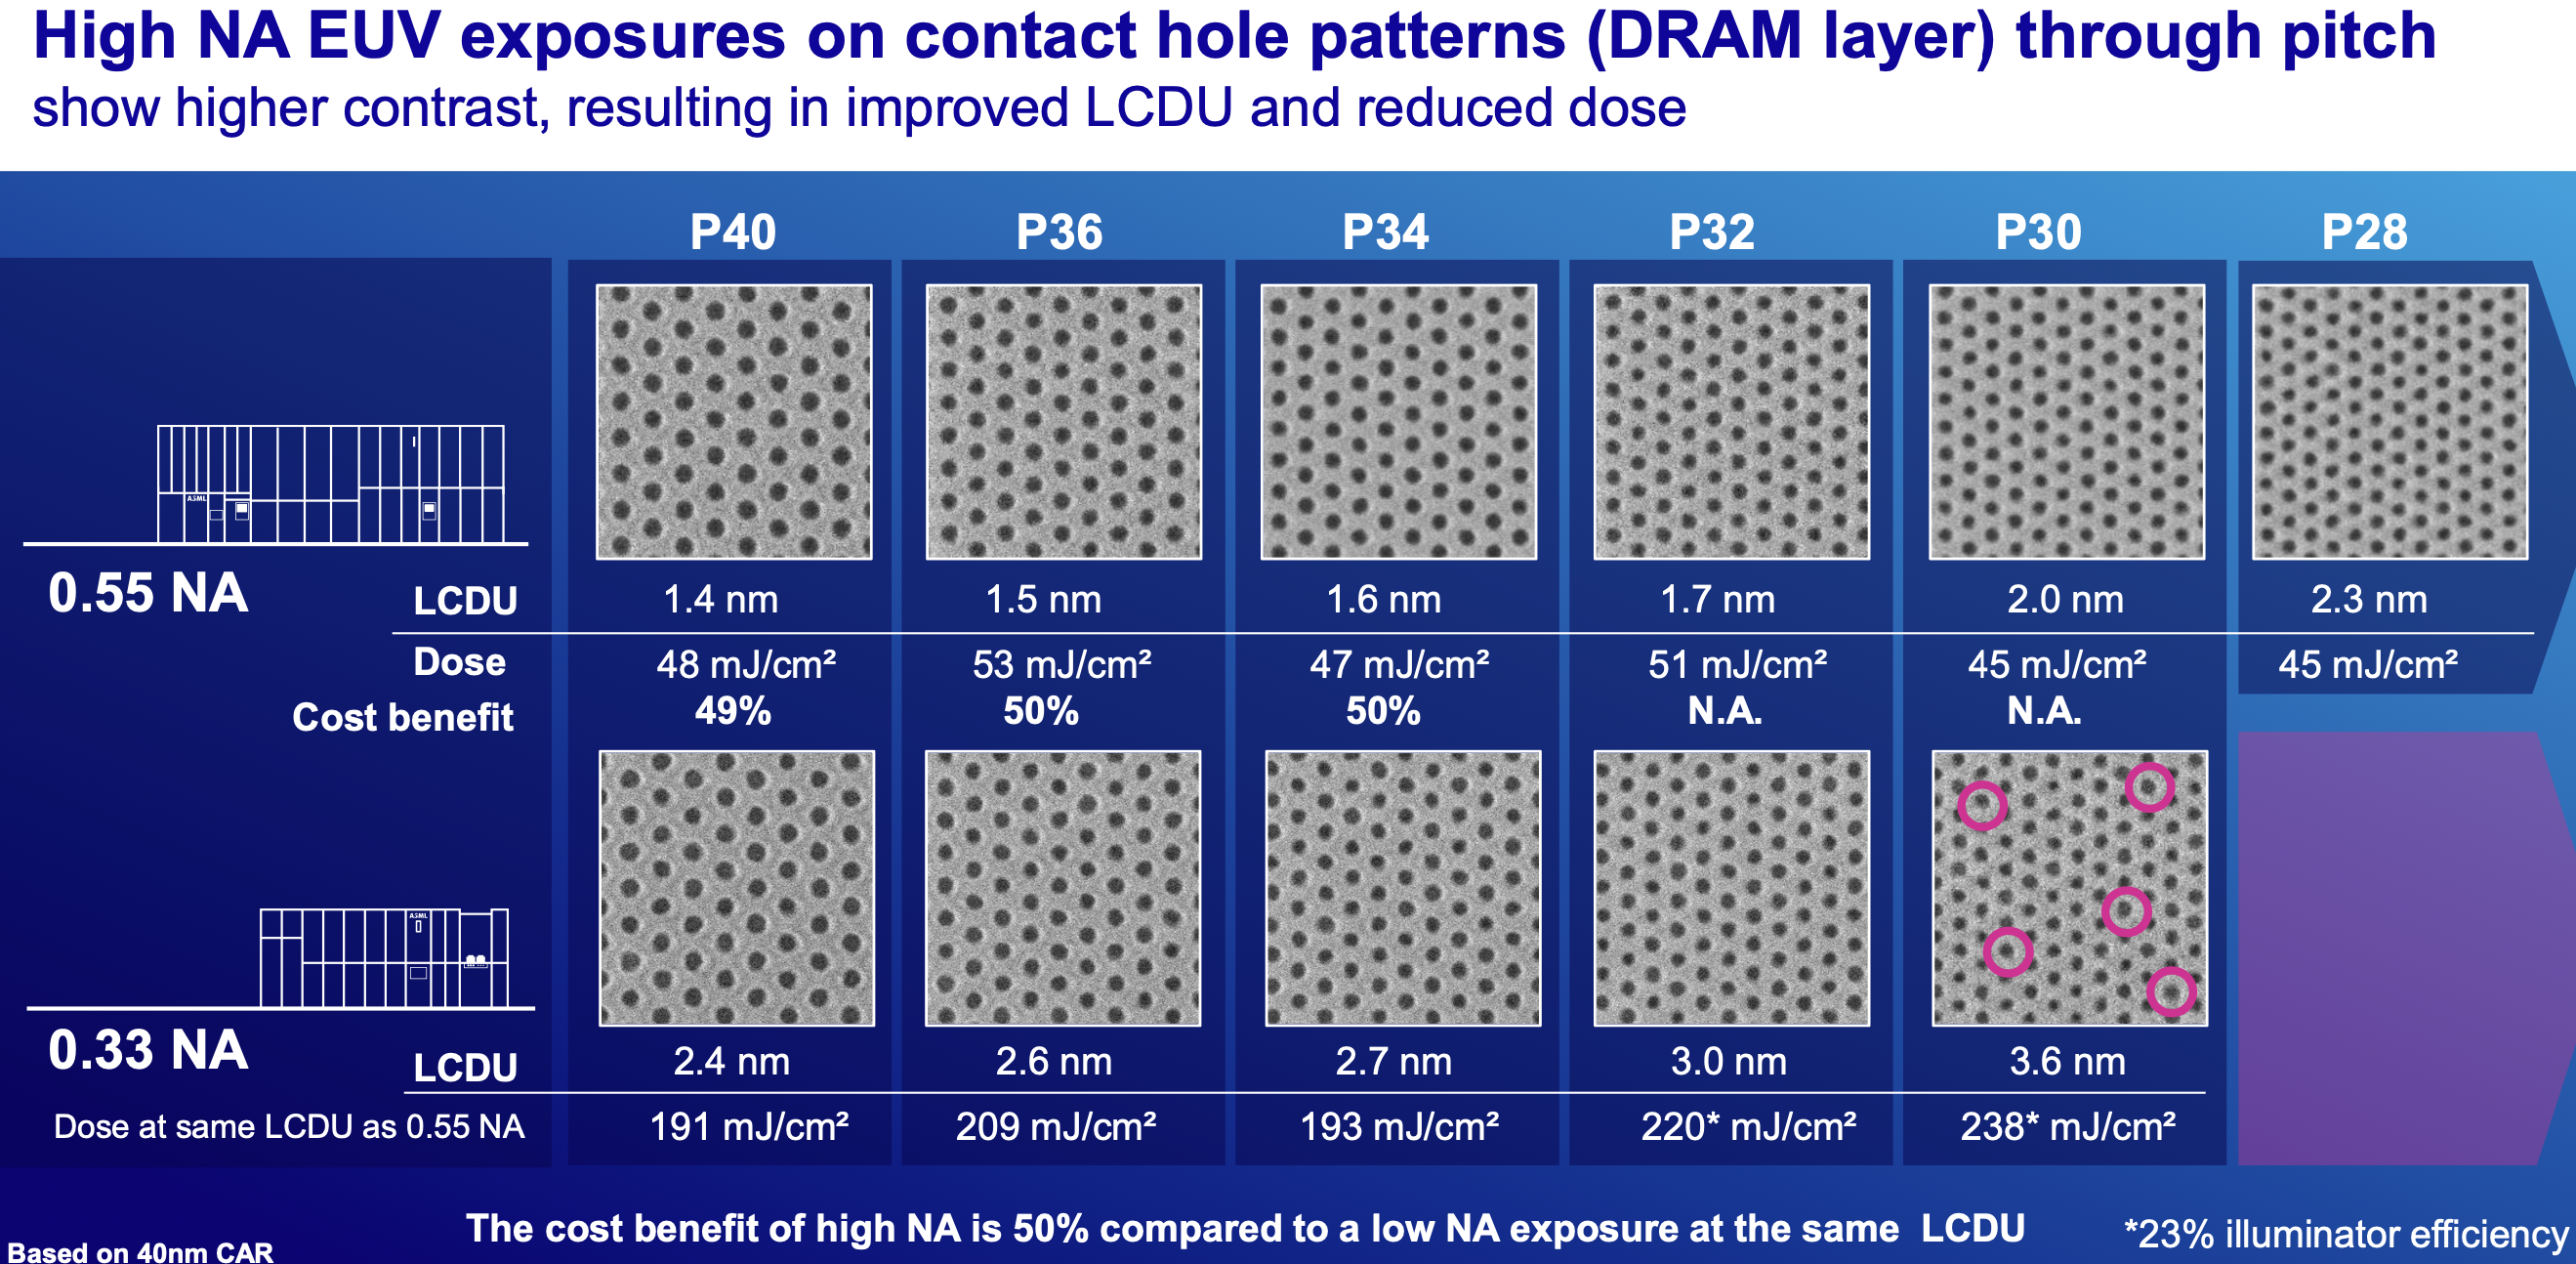 High NA EUV exposures on contact hole patterns (DRAM layer) through pitch
show higher contrast, resulting in improved LCDU and reduced dose
P40 P36 P34 P32 P30 P28
ASML
0.55 NA LCDU 1.4 nm 1.5 nm 1.6 nm 1.7 nm 2.0 nm 2.3 nm
Dose 48 mJ/cm² 53 mJ/cm² 47 mJ/cm² 51 mJ/cm² 45 mJ/cm² 45 mJ/cm²
Cost benefit 49% 50% 50% N.A. N.A.
ASML
0.33 NA LCDU 2.4 nm 2.6 nm 2.7 nm 3.0 nm 3.6 nm
Dose at same LCDU as 0.55 NA 191 mJ/cm² 209 mJ/cm² 193 mJ/cm² 220* mJ/cm² 238* mJ/cm²
The cost benefit of high NA is 50% compared to a low NA exposure at the same LCDU
*23% illuminator efficiency
Based on 40nm CAR